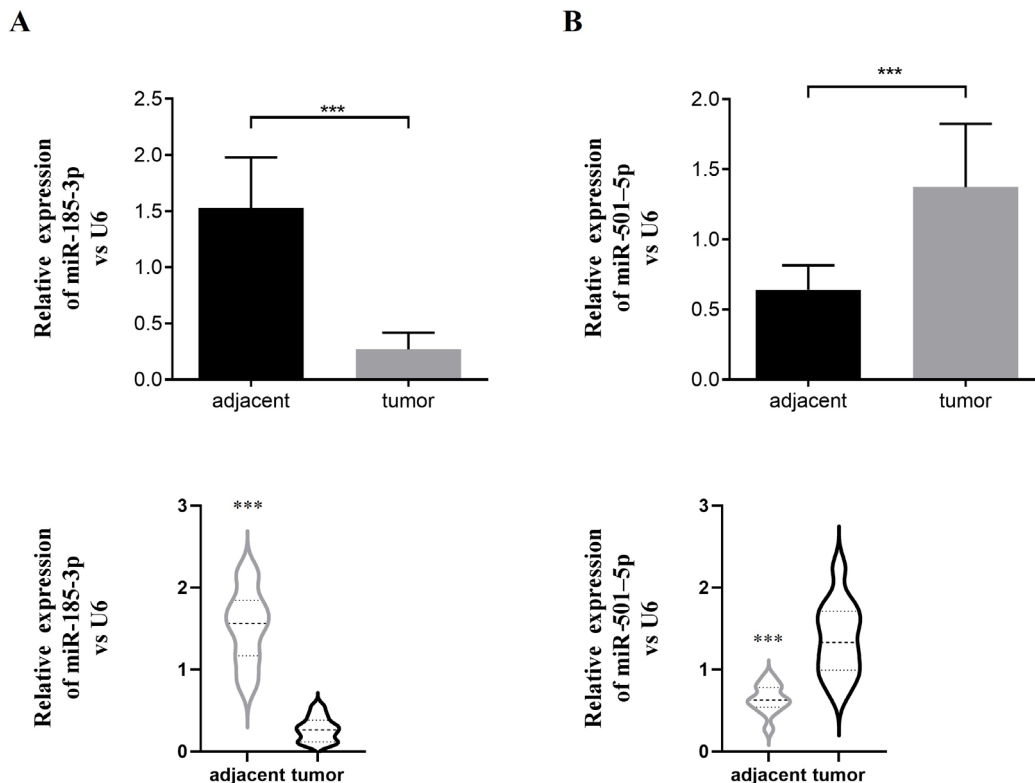 A
Relative expression
of miR-185-3p
vs U6
2.5
2.0
1.5
1.0
0.5
0.0
***
adjacent
tumor
B
Relative expression
of miR-501–5p
vs U6
2.0
1.5
1.0
0.5
0.0
***
adjacent
tumor
Relative expression
of miR-185-3p
vs U6
3
2
1
0
***
adjacent tumor
Relative expression
of miR-501–5p
vs U6
3
2
1
0
***
adjacent tumor